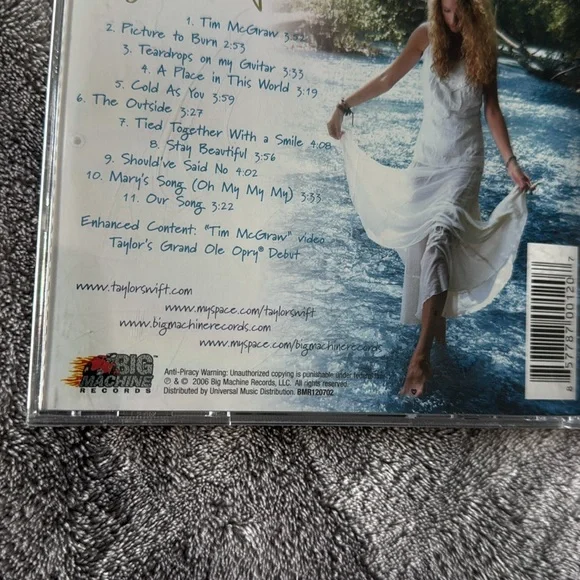 1. Tim McGraw 3:52
2. Picture to Burn 2:53
3. Teardrops on my Guitar 3:33
4. A Place in This World 3:19
5. Cold As You 3:59
6. The Outside 3:27
7. Tied Together With a Smile 4:08
8. Stay Beautiful 3:56
9. Should've Said No 4:02
10. Mary's Song (Oh My My My) 3:33
11. Our Song 3:22
Enhanced Content: "Tim McGraw" video
Taylor's Grand Ole Opry® Debut
www.taylorswift.com
www.myspace.com/taylorswift
www.bigmachinerecords.com
www.myspace.com/bigmachinerecords
BIG
MACHINE
RECORDS
Anti-Piracy Warning: Unauthorized copying is punishable under federal law.
℗ & © 2006 Big Machine Records, LLC. All rights reserved.
Distributed by Universal Music Distribution. BMR120702
8 57787 00120 7